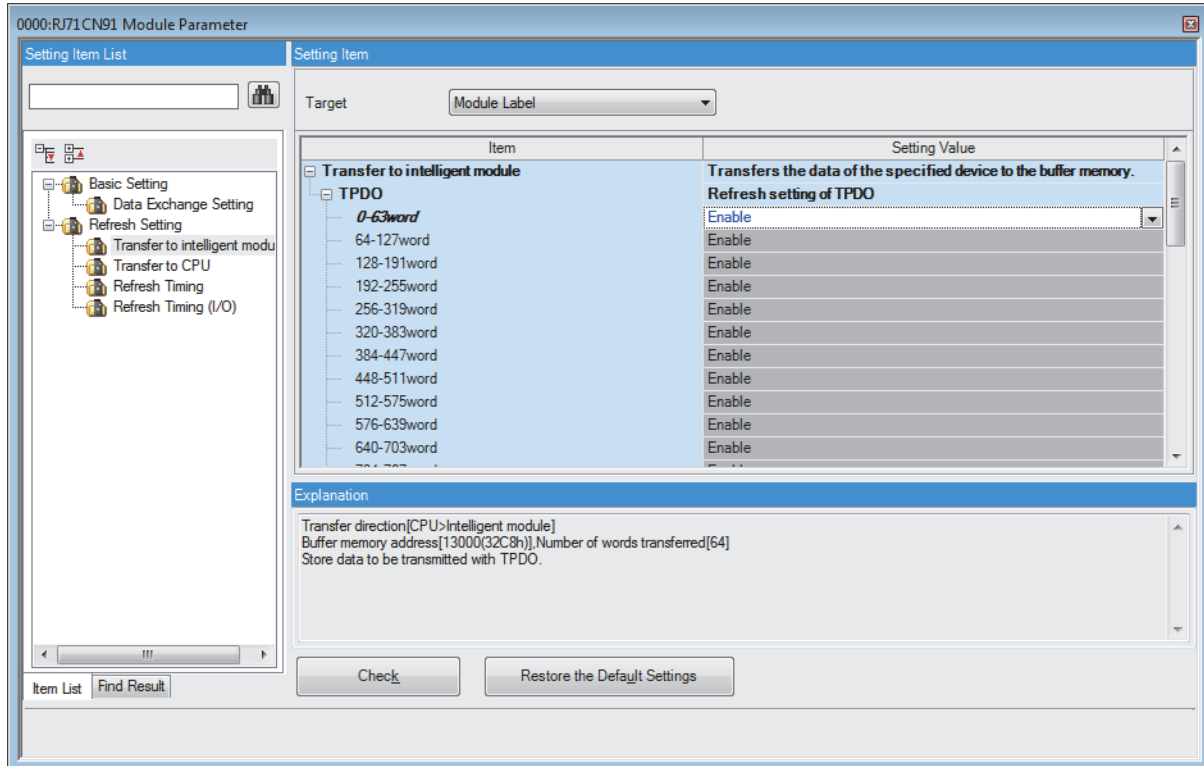 0000:RJ71CN91 Module Parameter
Setting Item List
Setting Item
Target
Module Label
Basic Setting
Data Exchange Setting
Refresh Setting
Transfer to intelligent modu
Transfer to CPU
Refresh Timing
Refresh Timing (I/O)
Item List
Find Result
Item Setting Value
Transfer to intelligent module Transfers the data of the specified device to the buffer memory.
TPDO Refresh setting of TPDO
0-63word Enable
64-127word Enable
128-191word Enable
192-255word Enable
256-319word Enable
320-383word Enable
384-447word Enable
448-511word Enable
512-575word Enable
576-639word Enable
640-703word Enable
Explanation
Transfer direction[CPU>Intelligent module]
Buffer memory address[13000(32C8h)],Number of words transferred[64]
Store data to be transmitted with TPDO.
Check
Restore the Default Settings